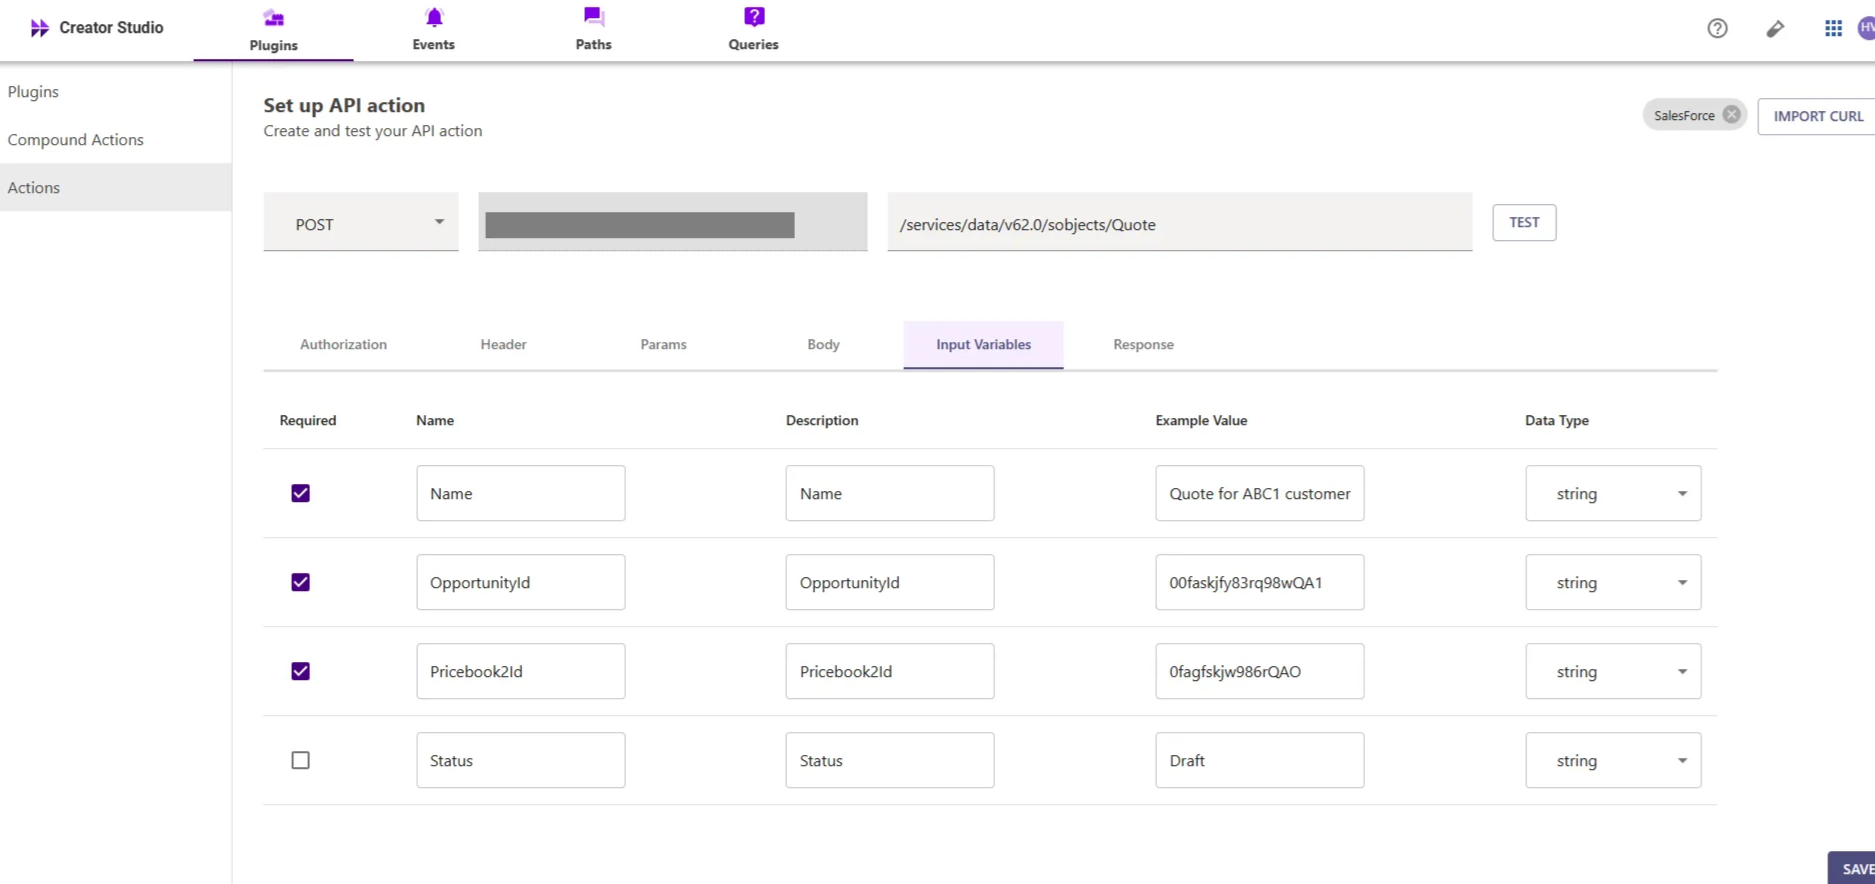 Creator Studio
Plugins
Events
Paths
Queries
HV
Plugins
Compound Actions
Actions
Set up API action
Create and test your API action
SalesForce
IMPORT CURL
POST
/services/data/v62.0/sobjects/Quote
TEST
Authorization
Header
Params
Body
Input Variables
Response
Required Name Description Example Value Data Type
Name Name Quote for ABC1 customer string
OpportunityId OpportunityId 00faskjfy83rq98wQA1 string
Pricebook2Id Pricebook2Id 0fagfskjw986rQAO string
Status Status Draft string
SAVE